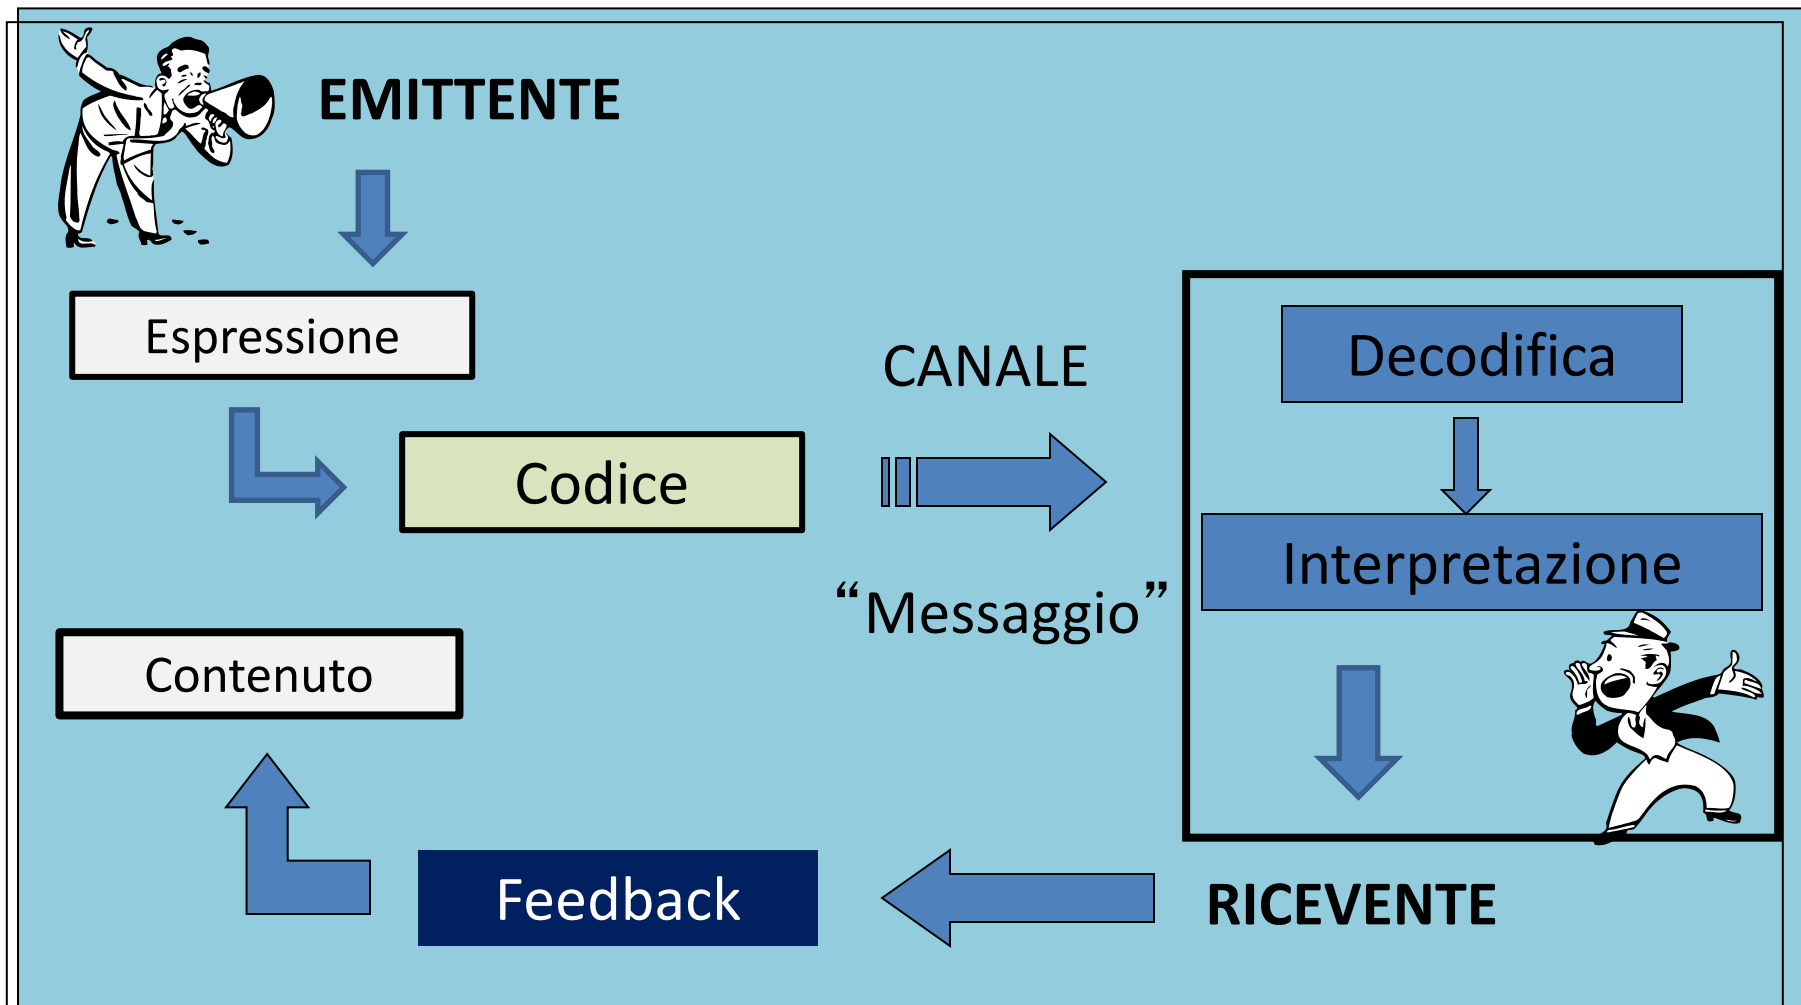 EMITTENTE
Espressione
Codice
CANALE
“Messaggio”
Decodifica
Interpretazione
RICEVENTE
Feedback
Contenuto